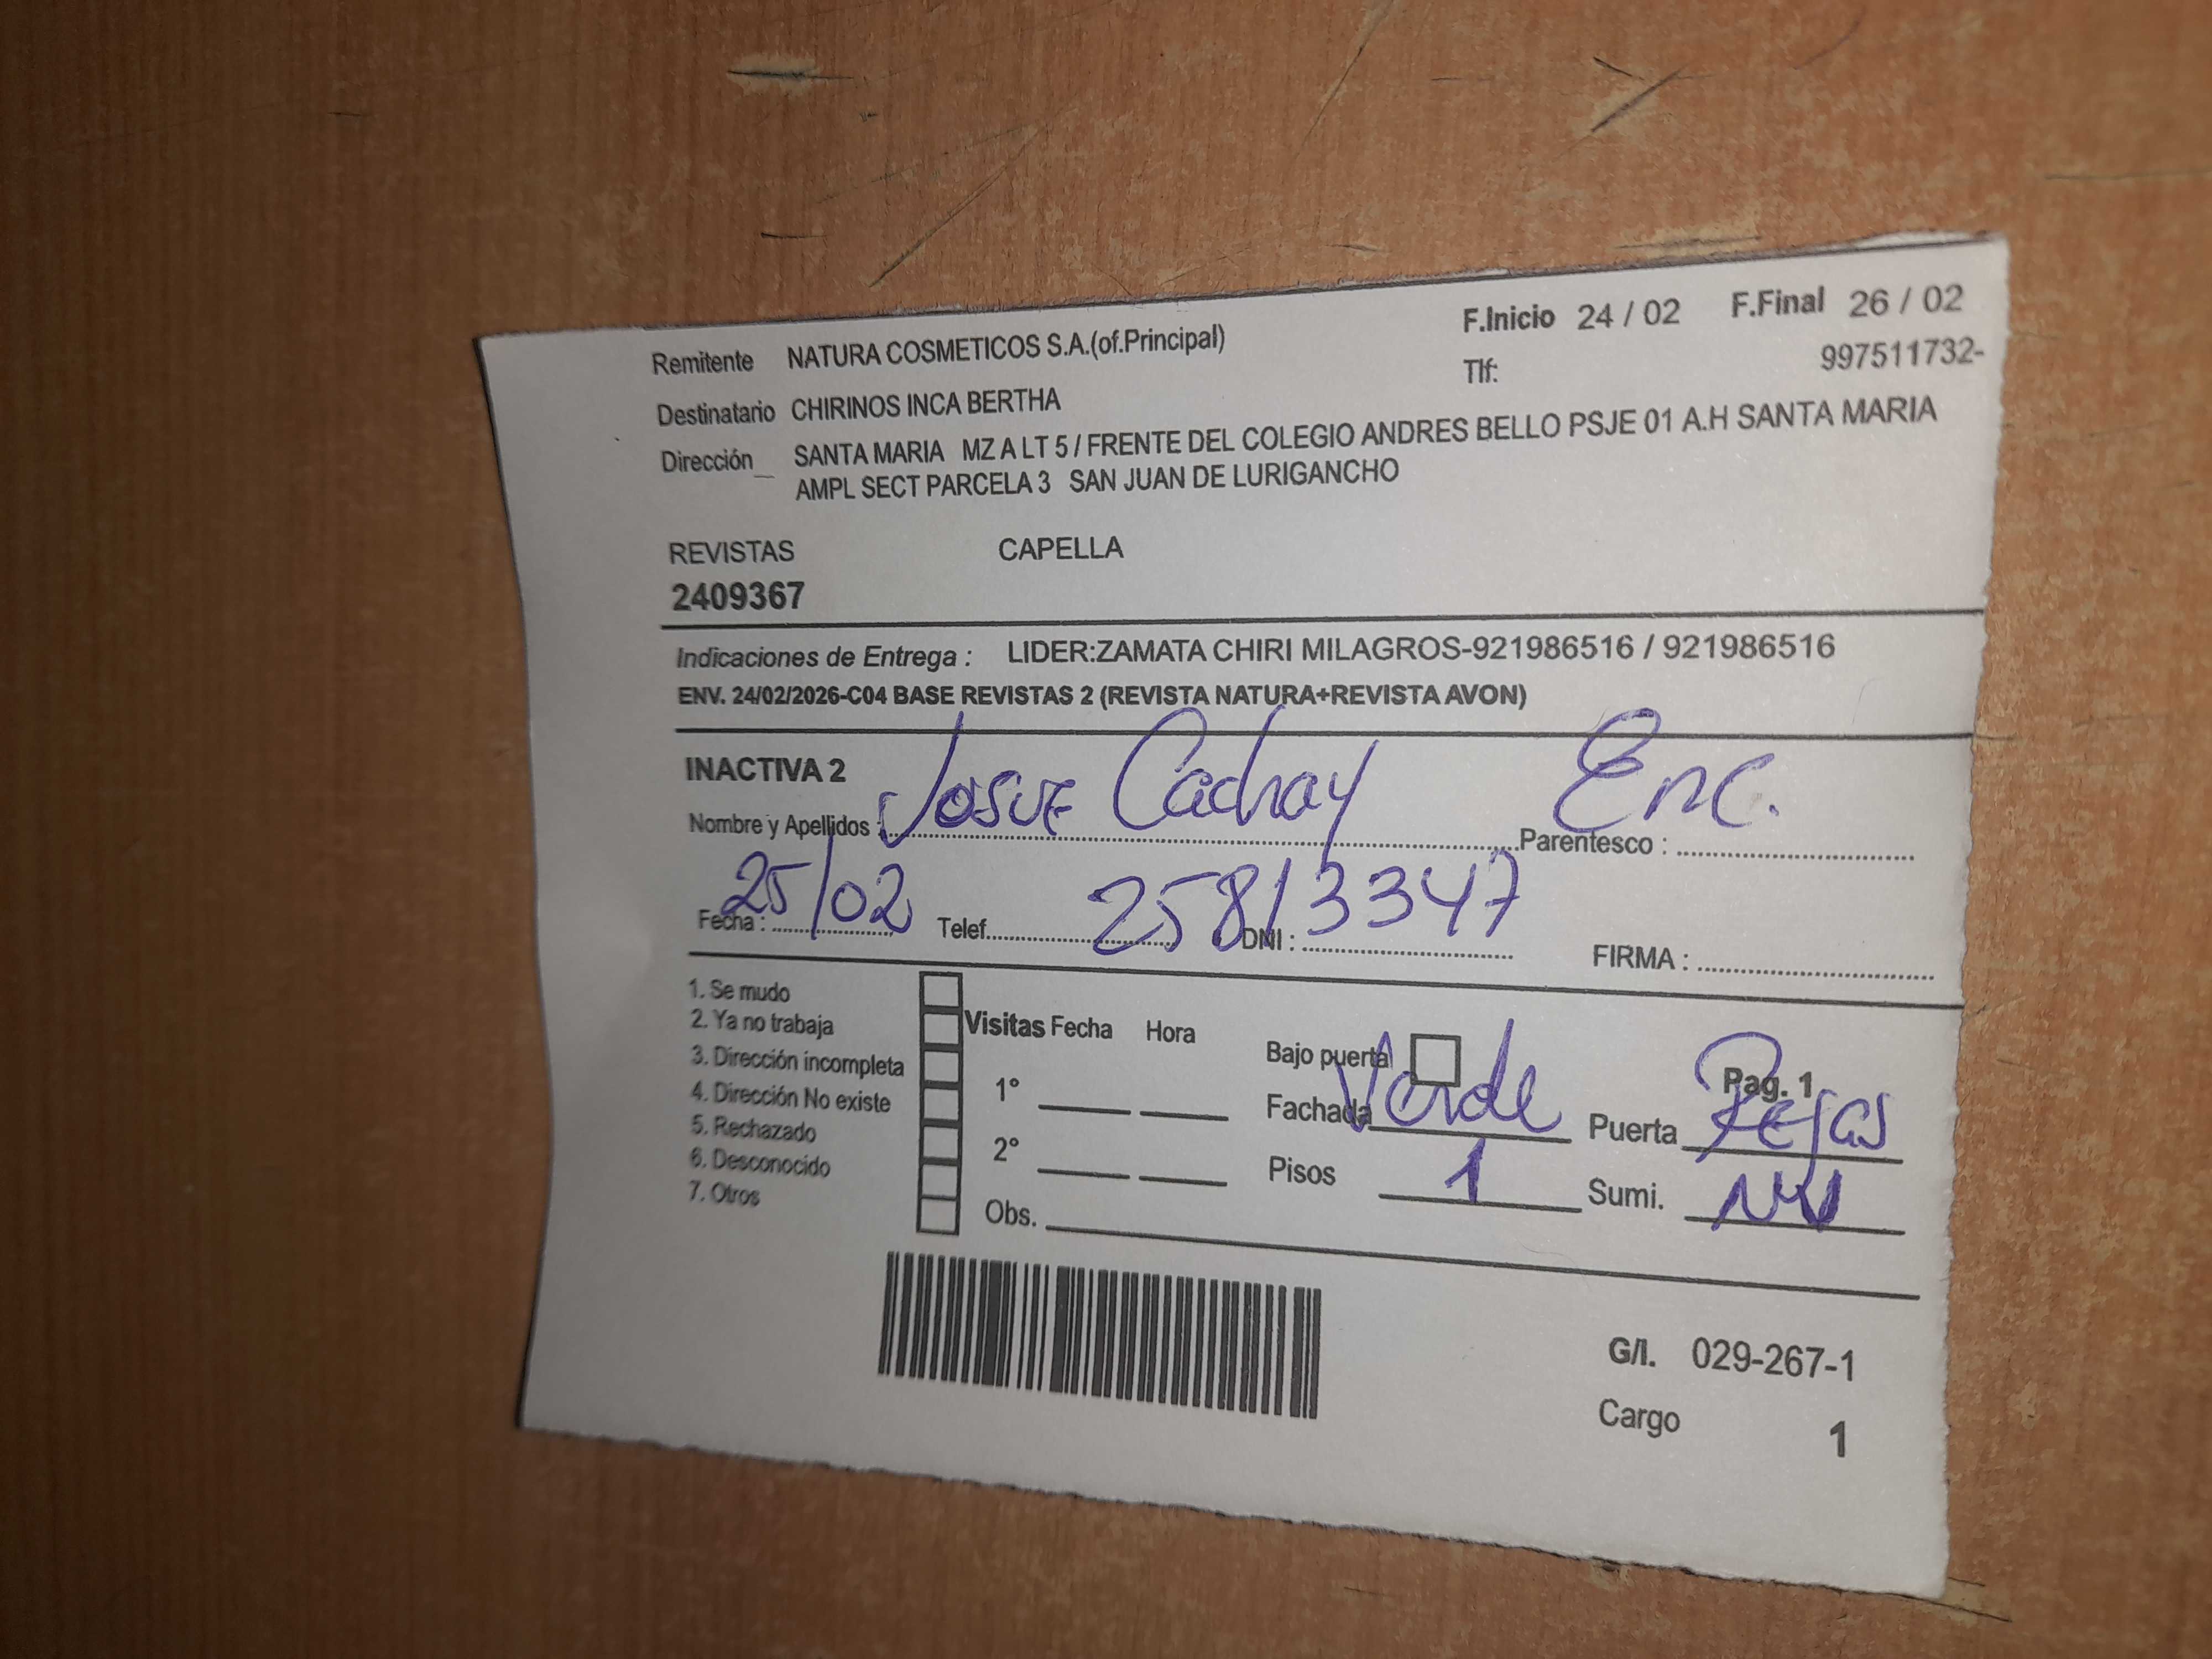 Remitente NATURA COSMETICOS S.A.(of.Principal) F.Inicio 24 / 02 F.Final 26 / 02
Tlf: 997511732-
Destinatario CHIRINOS INCA BERTHA
Dirección_ SANTA MARIA MZ A LT 5 / FRENTE DEL COLEGIO ANDRES BELLO PSJE 01 A.H SANTA MARIA
AMPL SECT PARCELA 3 SAN JUAN DE LURIGANCHO
REVISTAS CAPELLA
2409367
Indicaciones de Entrega : LIDER:ZAMATA CHIRI MILAGROS-921986516 / 921986516
ENV. 24/02/2026-C04 BASE REVISTAS 2 (REVISTA NATURA+REVISTA AVON)
INACTIVA 2
Nombre y Apellidos : Josue Cachay Parentesco : Enc.
Fecha : 25/02 Telef. DNI : 25813347 FIRMA :
1. Se mudo
2. Ya no trabaja
3. Dirección incompleta
4. Dirección No existe
5. Rechazado
6. Desconocido
7. Otros
Visitas Fecha Hora
1°
2°
Obs.
Bajo puerta Pag. 1
Fachada Verde Puerta Rejas
Pisos 1 Sumi.
G/I. 029-267-1
Cargo 1